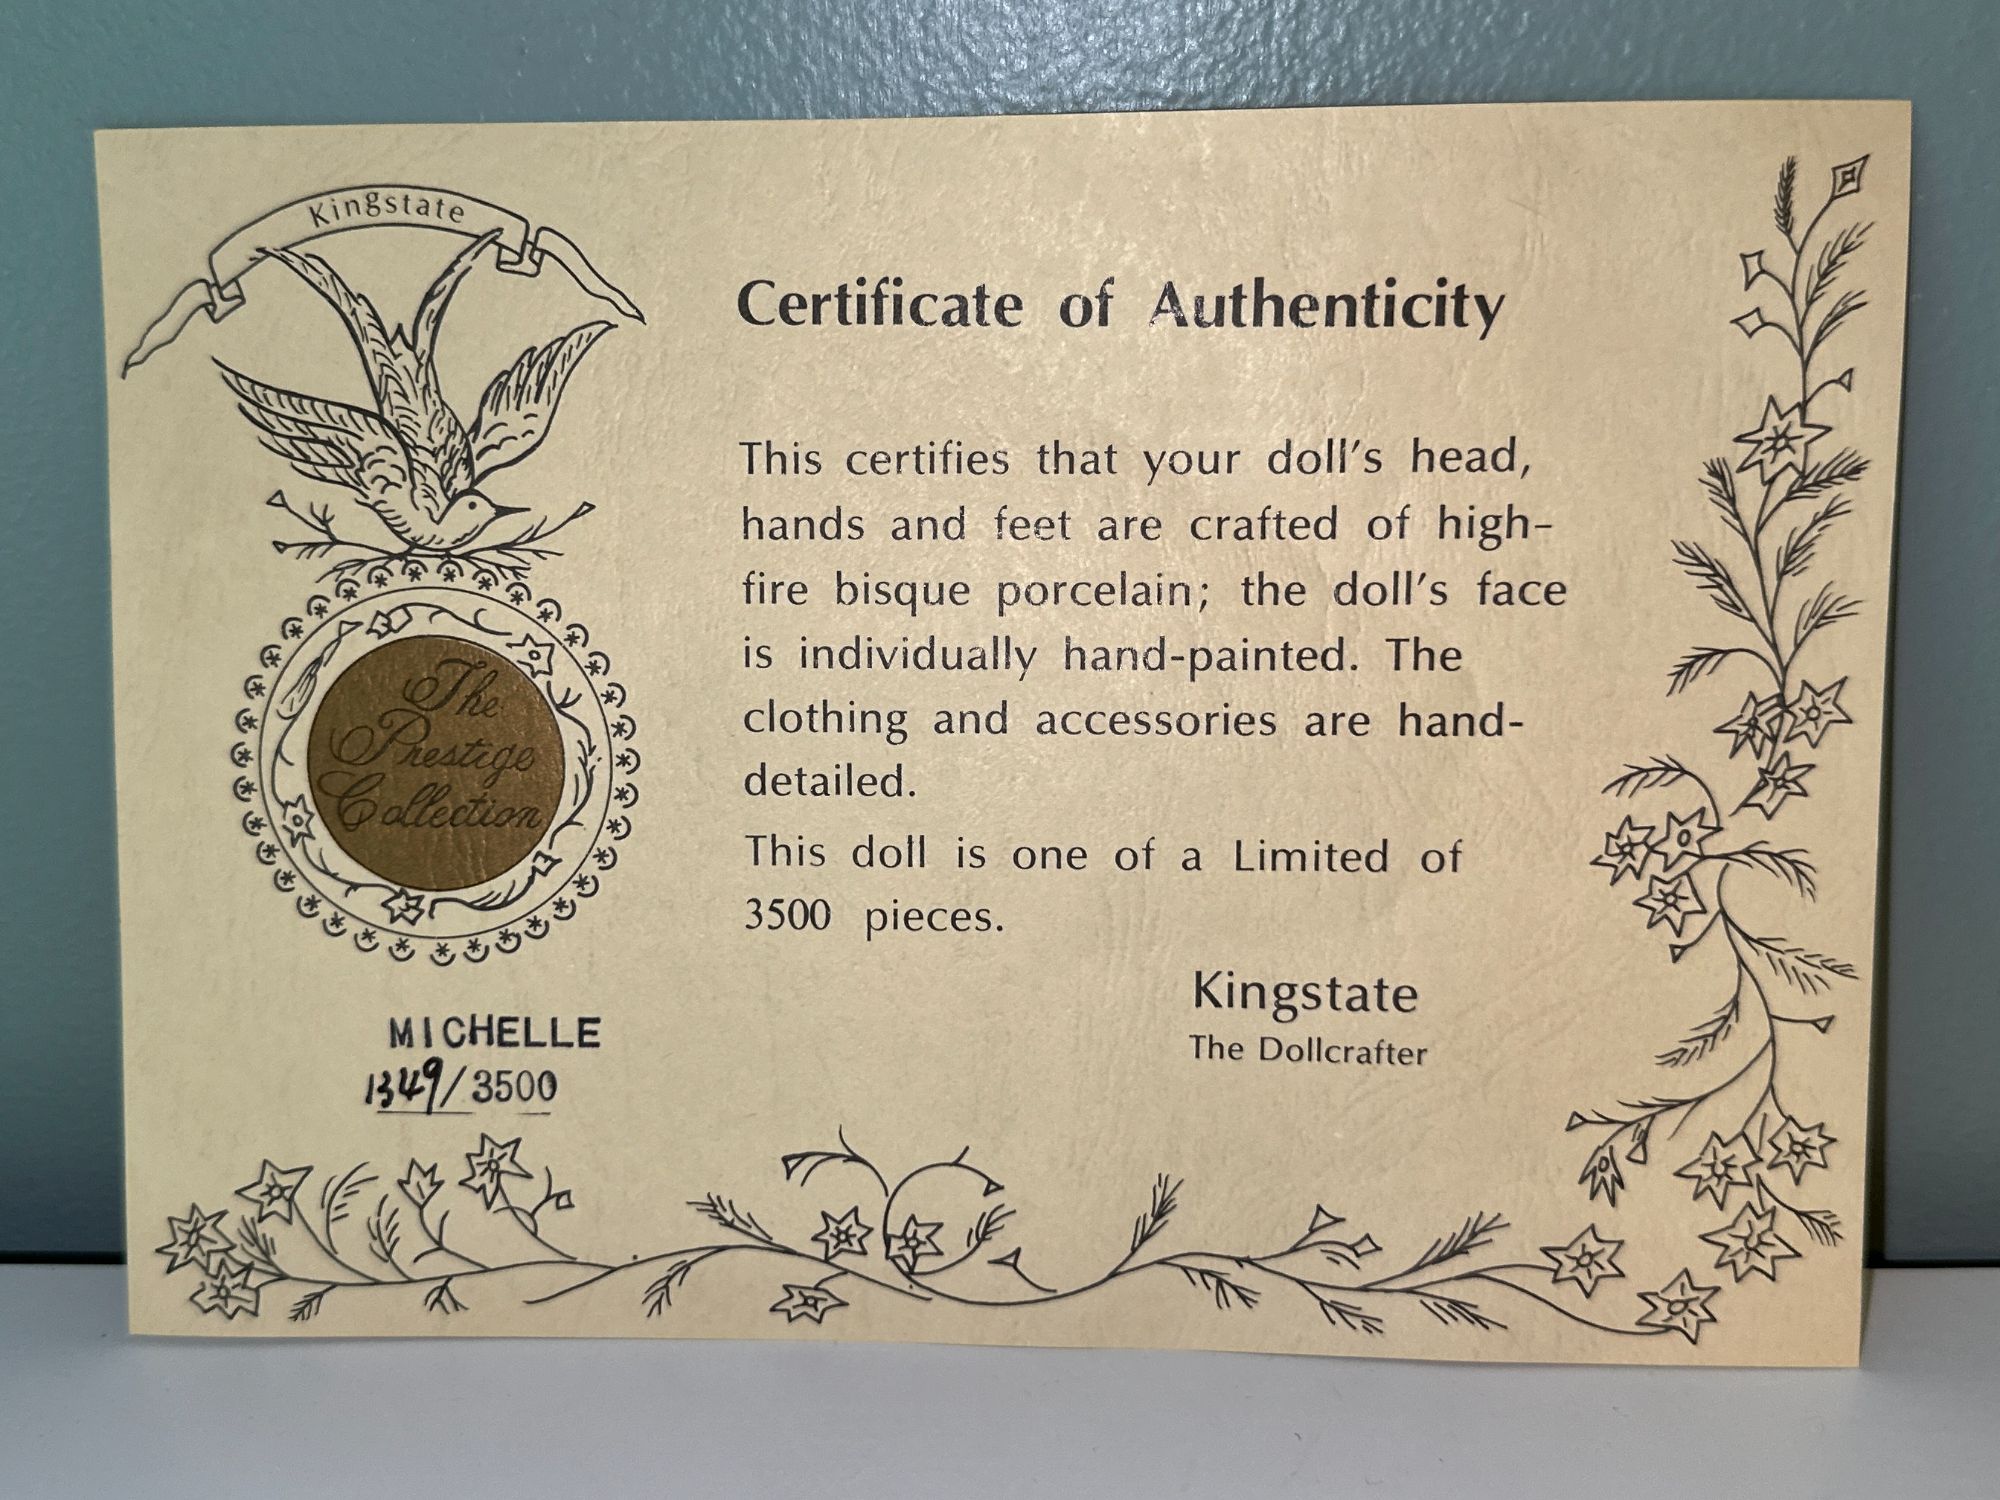 Kingstate
The
Prestige
Collection
MICHELLE
1349/3500
Certificate of Authenticity
This certifies that your doll's head,
hands and feet are crafted of high-
fire bisque porcelain; the doll's face
is individually hand-painted. The
clothing and accessories are hand-
detailed.
This doll is one of a Limited of
3500 pieces.
Kingstate
The Dollcrafter